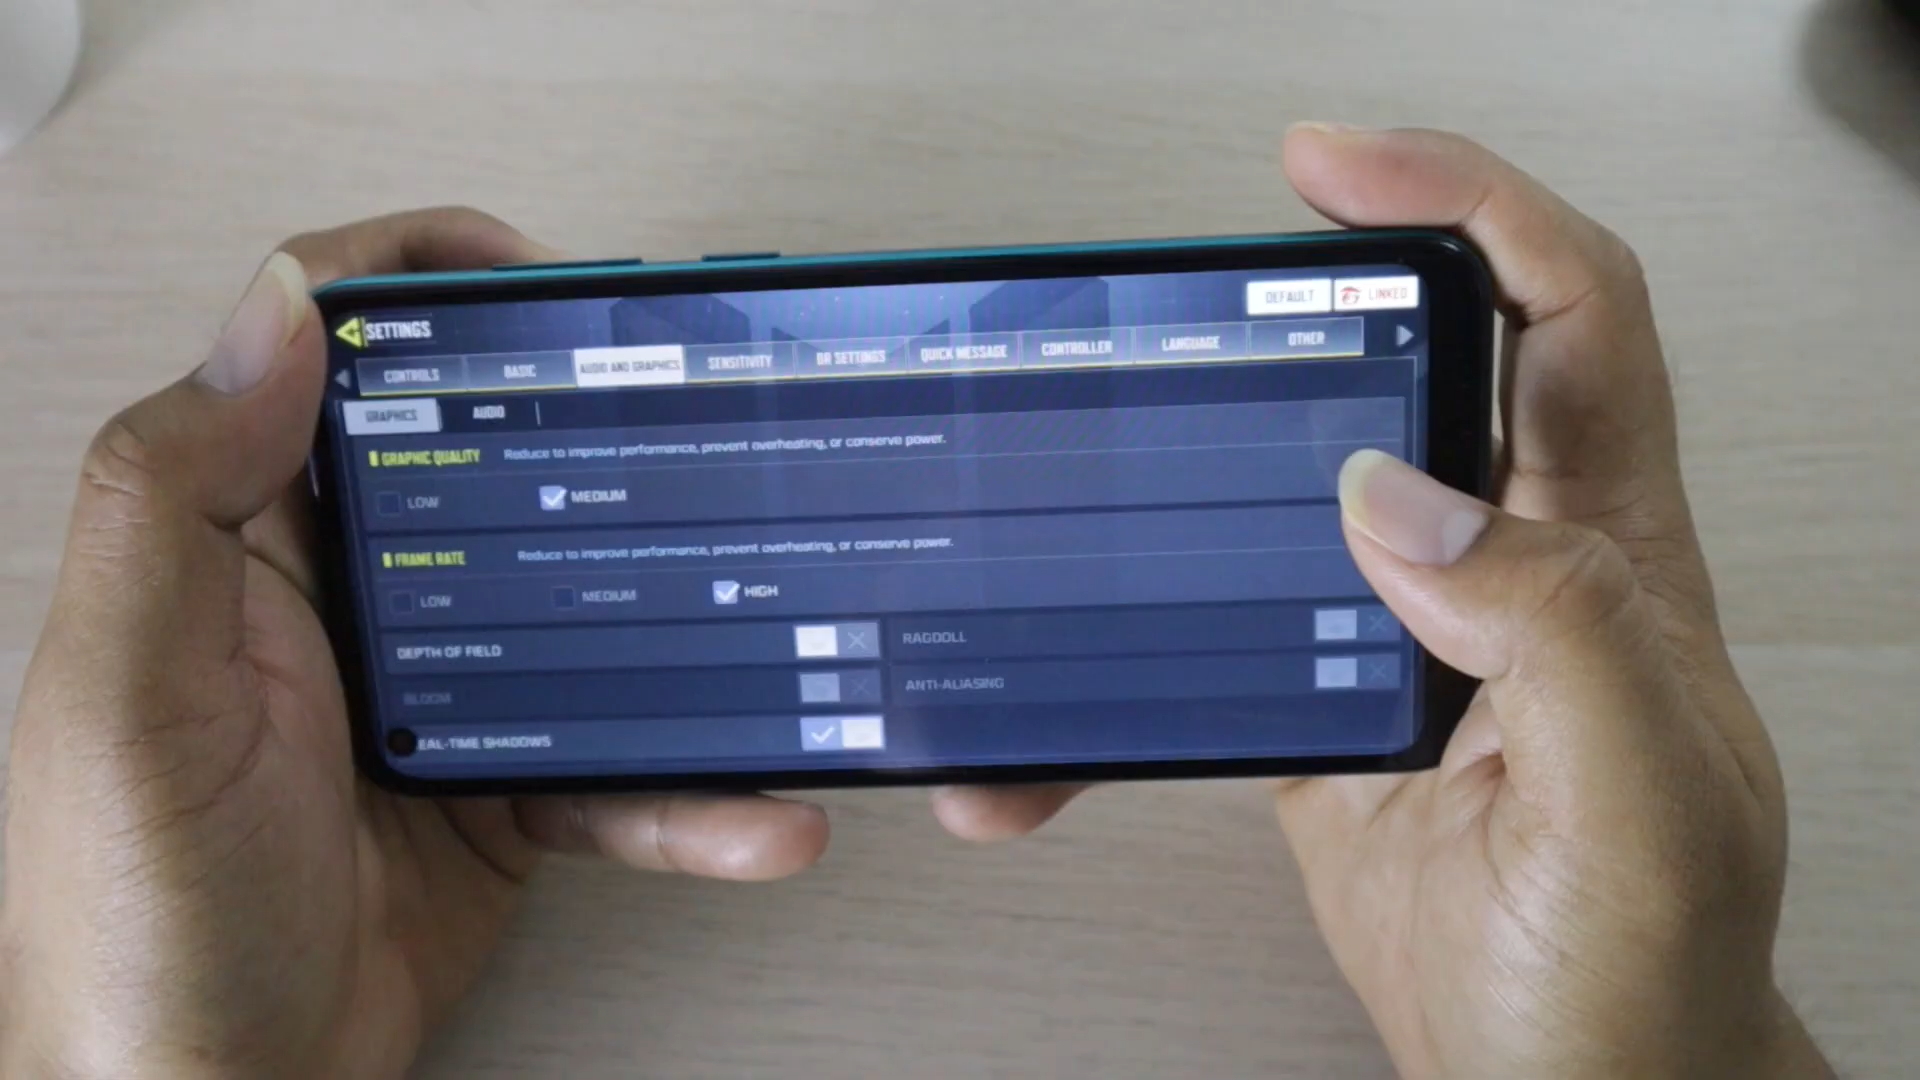 SETTINGS
DEFAULT
LINKED
CONTROLS
BASIC
AUDIO AND GRAPHICS
SENSITIVITY
BR SETTINGS
QUICK MESSAGE
CONTROLLER
LANGUAGE
OTHER
GRAPHICS
AUDIO
GRAPHIC QUALITY
Reduce to improve performance, prevent overheating, or conserve power.
LOW
MEDIUM
FRAME RATE
Reduce to improve performance, prevent overheating, or conserve power.
LOW
MEDIUM
HIGH
DEPTH OF FIELD
RAGDOLL
BLOOM
ANTI-ALIASING
EAL-TIME SHADOWS